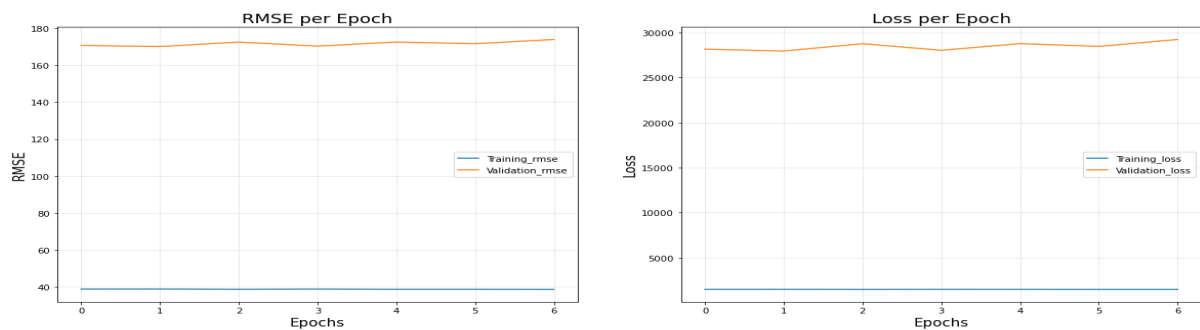 RMSE per Epoch
180
160
140
120
100
80
60
40
RMSE
Training_rmse
Validation_rmse
0 1 2 3 4 5 6
Epochs
Loss per Epoch
30000
25000
20000
15000
10000
5000
Loss
Training_loss
Validation_loss
0 1 2 3 4 5 6
Epochs